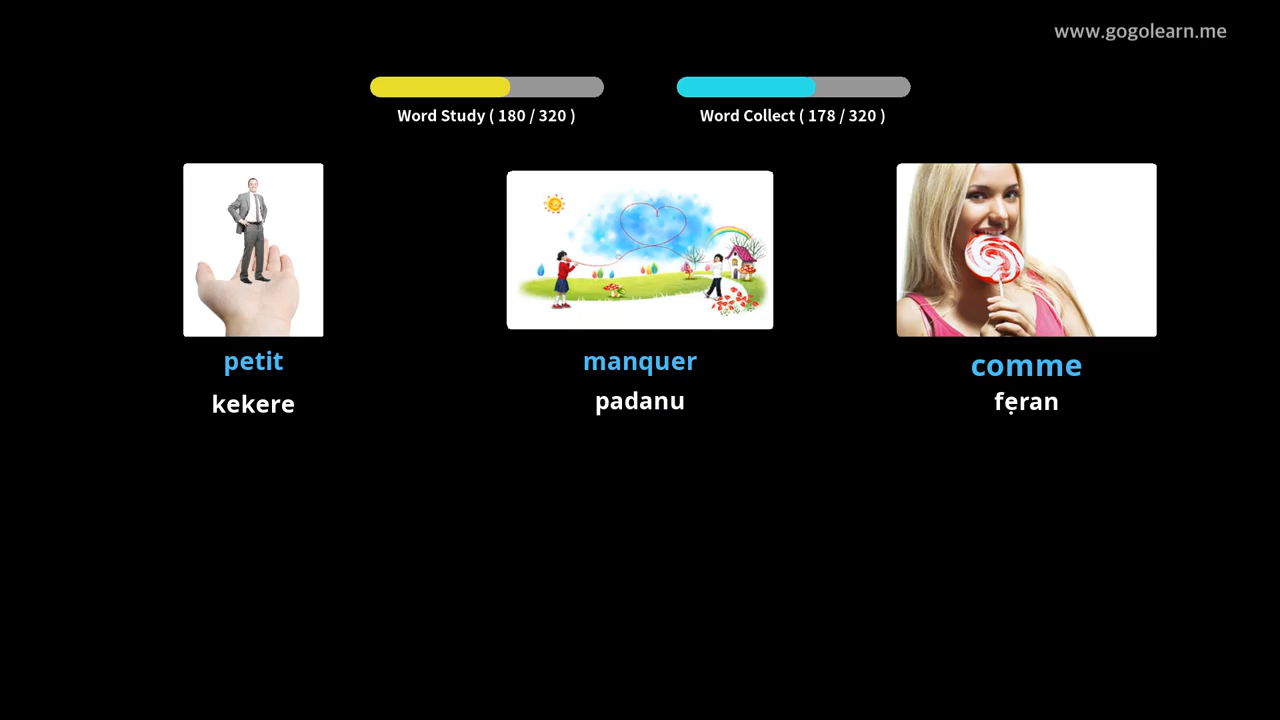 www.gogolearn.me
Word Study ( 180 / 320 )
Word Collect ( 178 / 320 )
petit
manquer
comme
kekere
padanu
fẹran